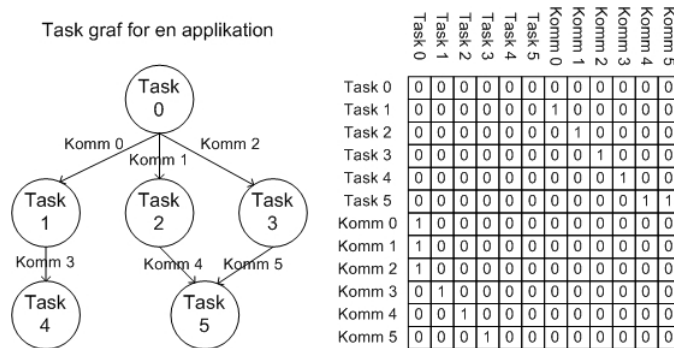 Task graf for en applikation
Task 0
Komm 0
Komm 1
Komm 2
Task 1
Task 2
Task 3
Komm 3
Komm 4
Komm 5
Task 4
Task 5
Task 0 Task 1 Task 2 Task 3 Task 4 Task 5 Komm 0 Komm 1 Komm 2 Komm 3 Komm 4 Komm 5
Task 0 0 0 0 0 0 0 0 0 0 0 0 0
Task 1 0 0 0 0 0 0 1 0 0 0 0 0
Task 2 0 0 0 0 0 0 0 1 0 0 0 0
Task 3 0 0 0 0 0 0 0 0 1 0 0 0
Task 4 0 0 0 0 0 0 0 0 0 1 0 0
Task 5 0 0 0 0 0 0 0 0 0 0 1 1
Komm 0 1 0 0 0 0 0 0 0 0 0 0 0
Komm 1 1 0 0 0 0 0 0 0 0 0 0 0
Komm 2 1 0 0 0 0 0 0 0 0 0 0 0
Komm 3 0 1 0 0 0 0 0 0 0 0 0 0
Komm 4 0 0 1 0 0 0 0 0 0 0 0 0
Komm 5 0 0 0 1 0 0 0 0 0 0 0 0